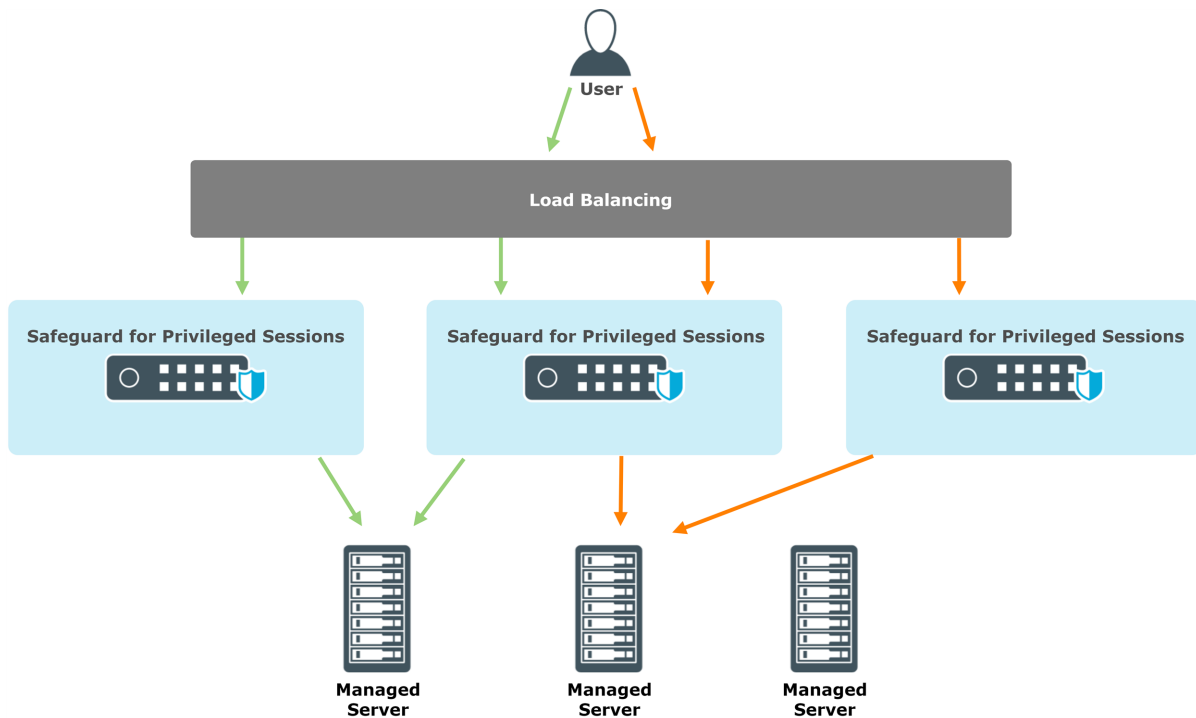 User
Load Balancing
Safeguard for Privileged Sessions
Safeguard for Privileged Sessions
Safeguard for Privileged Sessions
Managed
Server
Managed
Server
Managed
Server